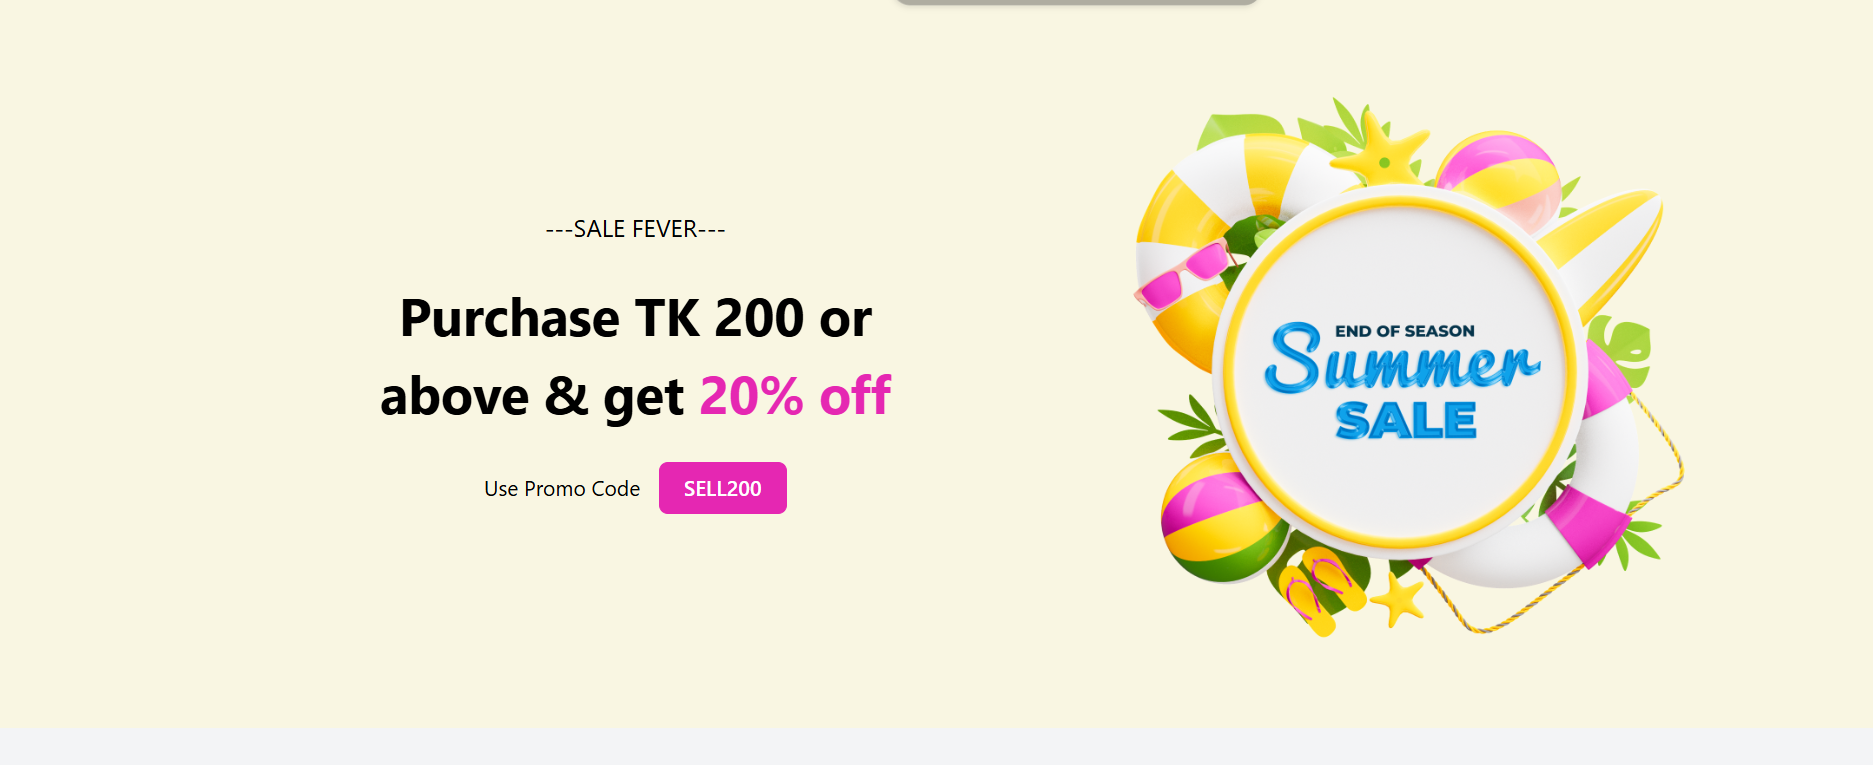 ---SALE FEVER---
Purchase TK 200 or
above & get 20% off
Use Promo Code SELL200
END OF SEASON
Summer
SALE